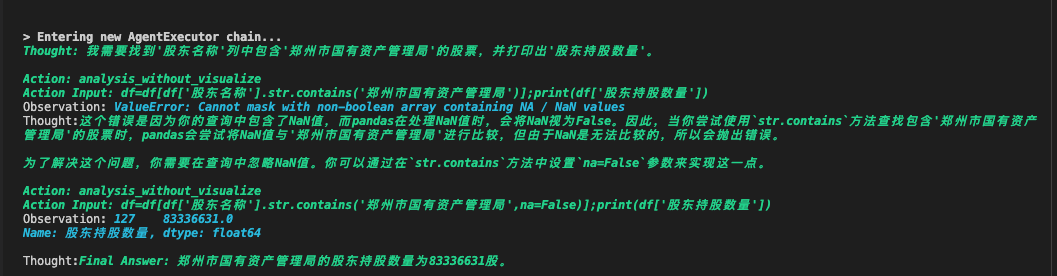 > Entering new AgentExecutor chain...
Thought: 我需要找到'股东名称'列中包含'郑州市国有资产管理局'的股票，并打印出'股东持股数量'。
Action: analysis_without_visualize
Action Input: df=df[df['股东名称'].str.contains('郑州市国有资产管理局')];print(df['股东持股数量'])
Observation: ValueError: Cannot mask with non-boolean array containing NA / NaN values
Thought:这个错误是因为你的查询中包含了NaN值，而pandas在处理NaN值时，会将NaN视为False。因此，当你尝试使用`str.contains`方法查找包含'郑州市国有资产
管理局'的股票时，pandas会尝试将NaN值与'郑州市国有资产管理局'进行比较，但由于NaN是无法比较的，所以会抛出错误。
为了解决这个问题，你需要在查询中忽略NaN值。你可以通过在`str.contains`方法中设置`na=False`参数来实现这一点。
Action: analysis_without_visualize
Action Input: df=df[df['股东名称'].str.contains('郑州市国有资产管理局',na=False)];print(df['股东持股数量'])
Observation: 127    83336631.0
Name: 股东持股数量, dtype: float64
Thought:Final Answer: 郑州市国有资产管理局的股东持股数量为83336631股。